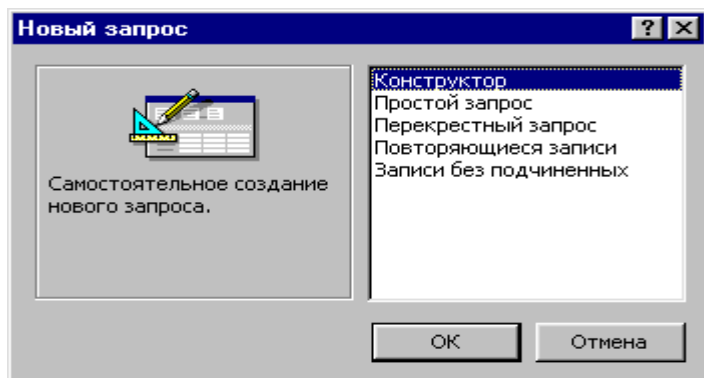 Новый запрос
Самостоятельное создание
нового запроса.
Конструктор
Простой запрос
Перекрестный запрос
Повторяющиеся записи
Записи без подчиненных
ОК
Отмена